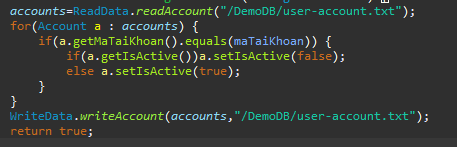 accounts=ReadData.readAccount("/DemoDB/user-account.txt");
for(Account a : accounts) {
if(a.getMaTaiKhoan().equals(maTaiKhoan)) {
if(a.getIsActive())a.setIsActive(false);
else a.setIsActive(true);
}
}
WriteData.writeAccount(accounts,"/DemoDB/user-account.txt");
return true;